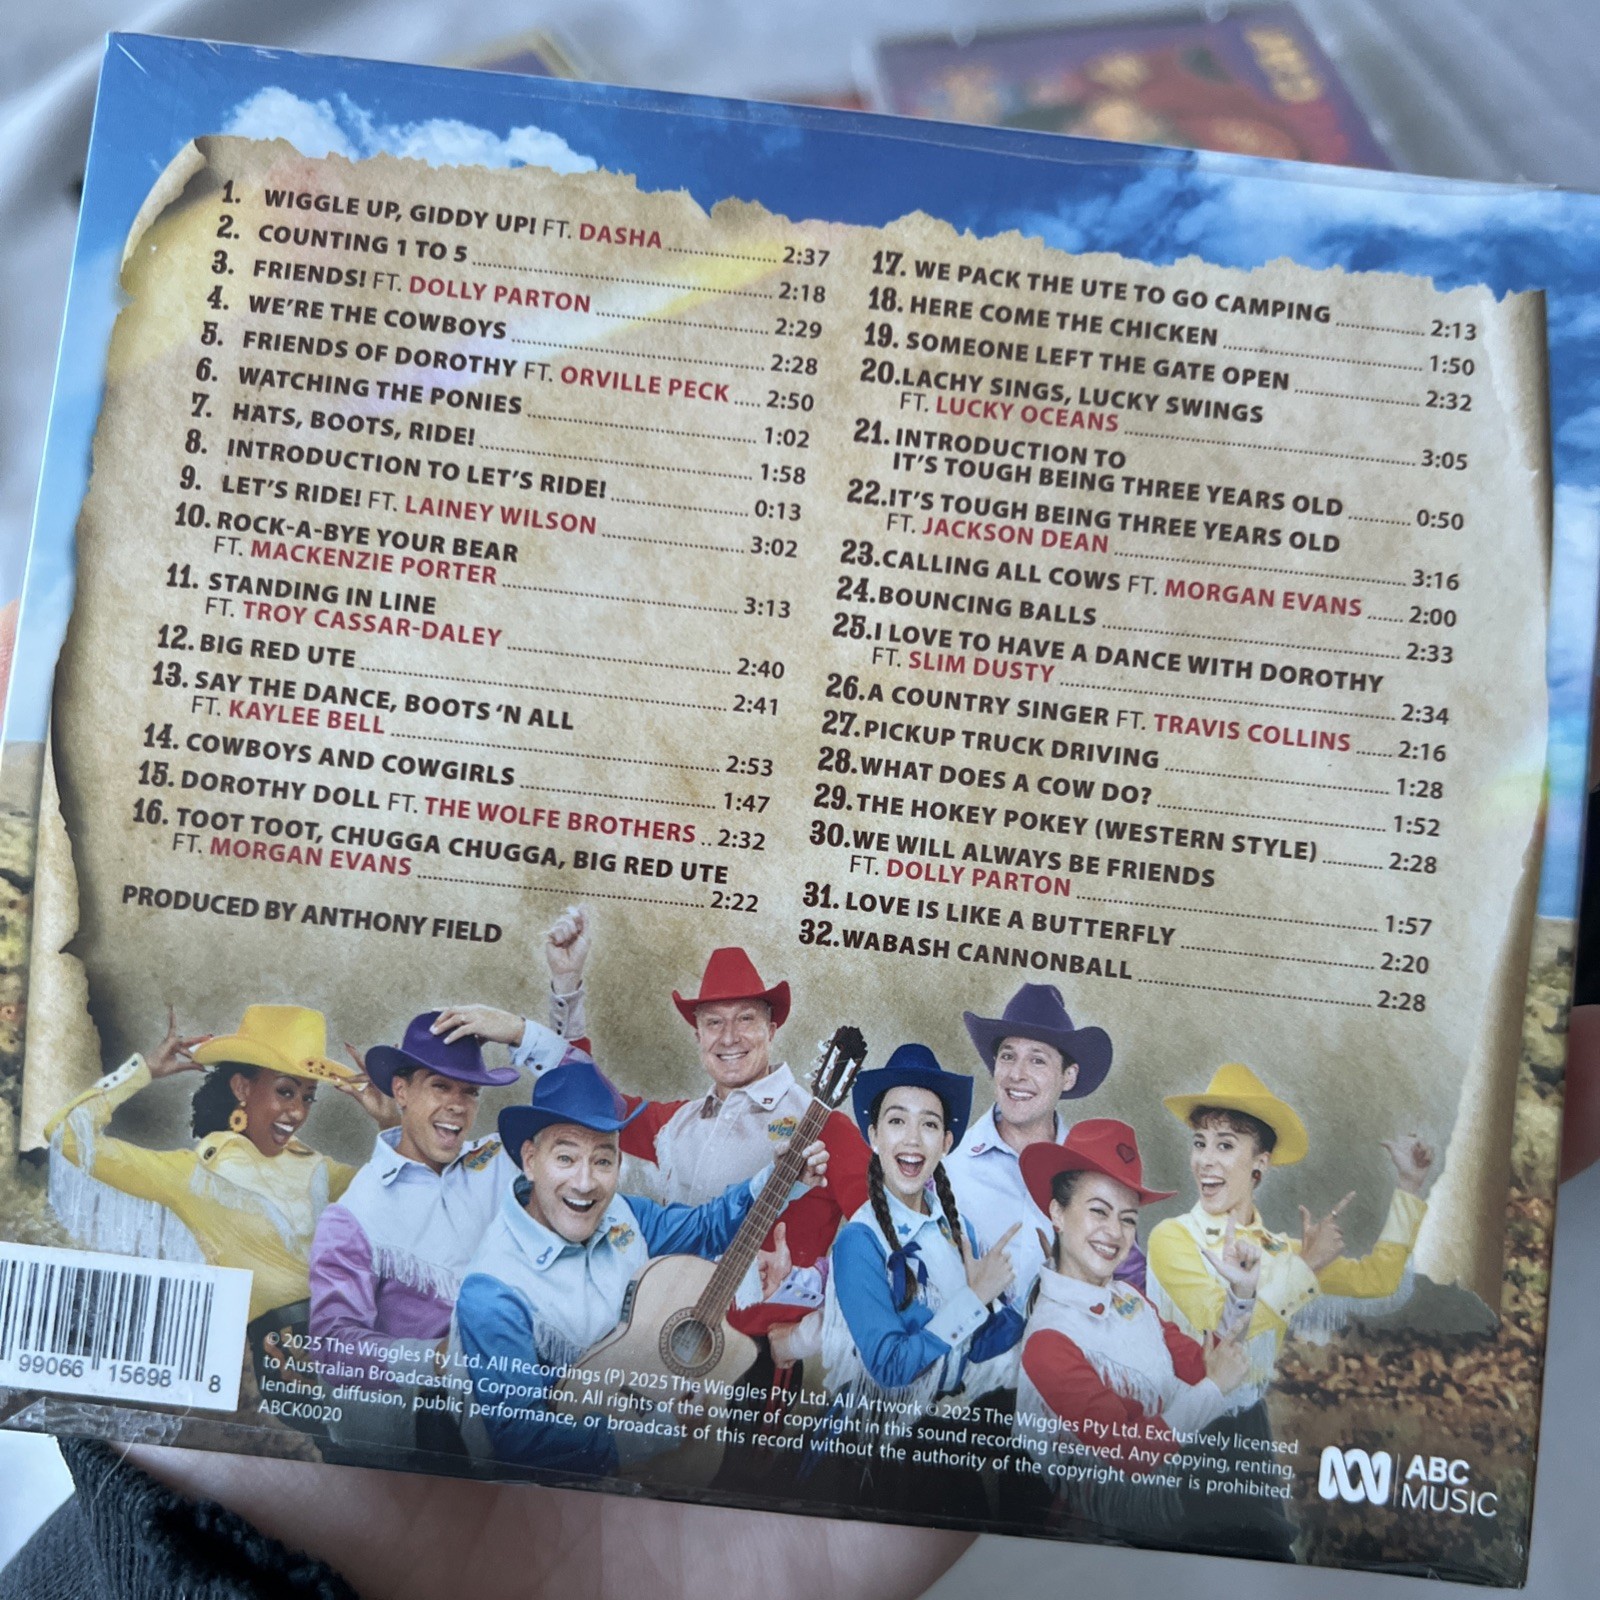 1. WIGGLE UP, GIDDY UP! FT. DASHA 2:37
2. COUNTING 1 TO 5 2:18
3. FRIENDS! FT. DOLLY PARTON 2:29
4. WE'RE THE COWBOYS 2:28
5. FRIENDS OF DOROTHY FT. ORVILLE PECK 2:50
6. WATCHING THE PONIES 1:02
7. HATS, BOOTS, RIDE! 1:58
8. INTRODUCTION TO LET'S RIDE! 0:13
9. LET'S RIDE! FT. LAINEY WILSON 3:02
10. ROCK-A-BYE YOUR BEAR
FT. MACKENZIE PORTER 3:13
11. STANDING IN LINE
FT. TROY CASSAR-DALEY 2:40
12. BIG RED UTE 2:41
13. SAY THE DANCE, BOOTS 'N ALL
FT. KAYLEE BELL 2:53
14. COWBOYS AND COWGIRLS 1:47
15. DOROTHY DOLL FT. THE WOLFE BROTHERS 2:32
16. TOOT TOOT, CHUGGA CHUGGA, BIG RED UTE
FT. MORGAN EVANS 2:22
PRODUCED BY ANTHONY FIELD
17. WE PACK THE UTE TO GO CAMPING 2:13
18. HERE COME THE CHICKEN 1:50
19. SOMEONE LEFT THE GATE OPEN 2:32
20. LACHY SINGS, LUCKY SWINGS
FT. LUCKY OCEANS 3:05
21. INTRODUCTION TO
IT'S TOUGH BEING THREE YEARS OLD 0:50
22. IT'S TOUGH BEING THREE YEARS OLD
FT. JACKSON DEAN 3:16
23. CALLING ALL COWS FT. MORGAN EVANS 2:00
24. BOUNCING BALLS 2:33
25. I LOVE TO HAVE A DANCE WITH DOROTHY
FT. SLIM DUSTY 2:34
26. A COUNTRY SINGER FT. TRAVIS COLLINS 2:16
27. PICKUP TRUCK DRIVING 1:28
28. WHAT DOES A COW DO? 1:52
29. THE HOKEY POKEY (WESTERN STYLE) 2:28
30. WE WILL ALWAYS BE FRIENDS
FT. DOLLY PARTON 1:57
31. LOVE IS LIKE A BUTTERFLY 2:20
32. WABASH CANNONBALL 2:28
99066 15698 8
© 2025 The Wiggles Pty Ltd. All Recordings (P) 2025 The Wiggles Pty Ltd. All Artwork © 2025 The Wiggles Pty Ltd. Exclusively licensed
to Australian Broadcasting Corporation. All rights of the owner of copyright in this sound recording reserved. Any copying, renting,
lending, diffusion, public performance, or broadcast of this record without the authority of the copyright owner is prohibited.
ABCK0020
ABC
MUSIC